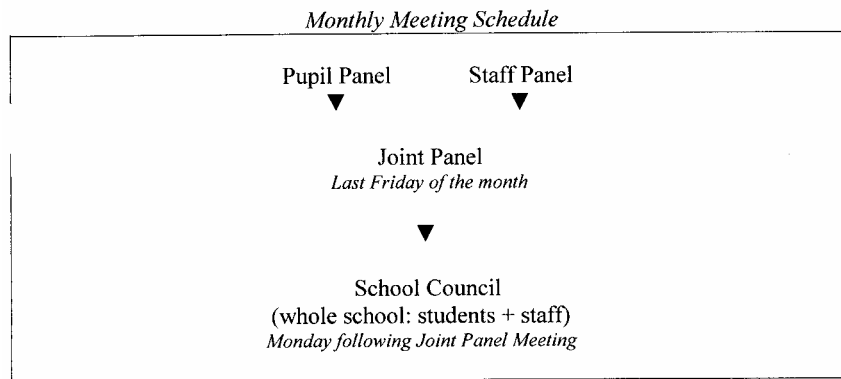 Monthly Meeting Schedule
Pupil Panel Staff Panel
Joint Panel
Last Friday of the month
School Council
(whole school: students + staff)
Monday following Joint Panel Meeting